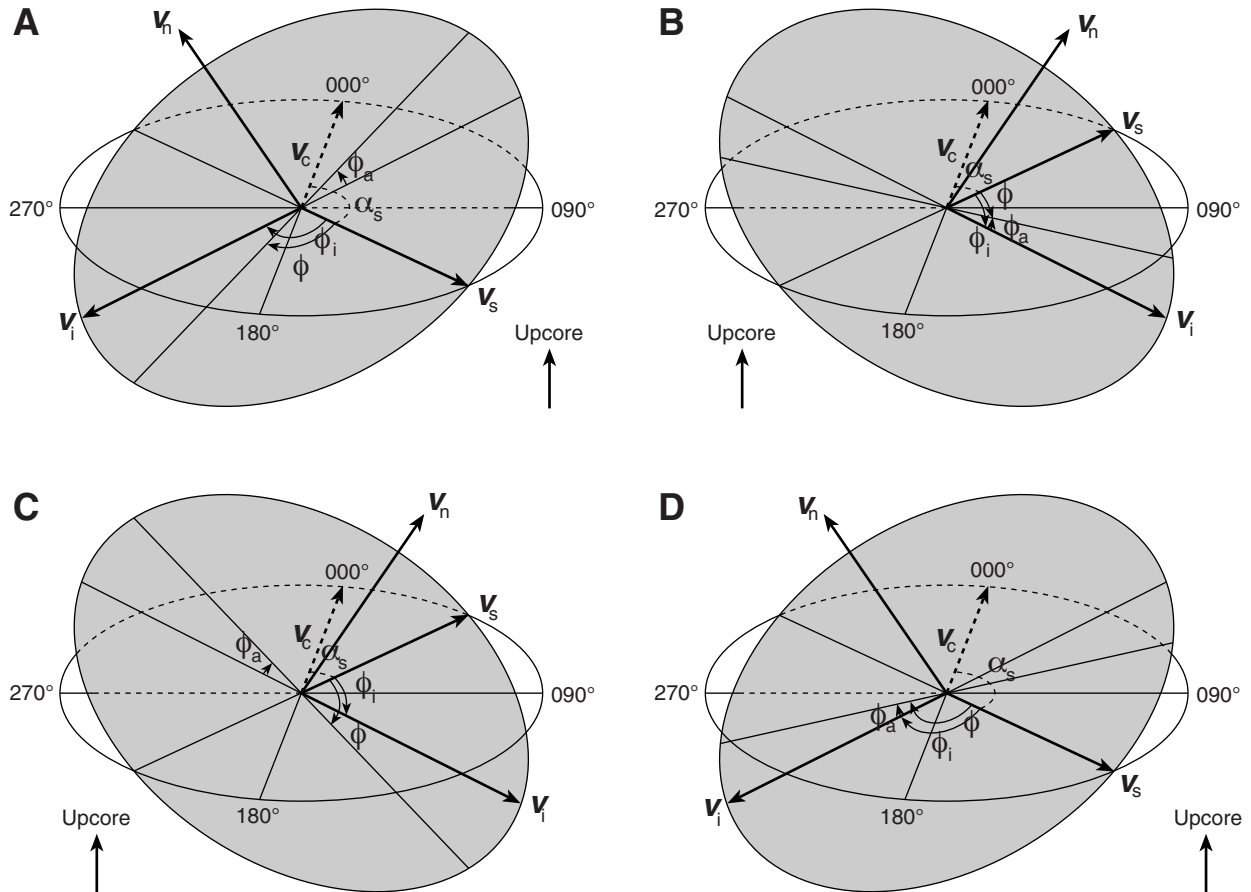 A
v_n
000°
v_c
ϕ_a
α_s
270°
090°
ϕ_i
ϕ
v_s
v_i
180°
Upcore
B
v_n
000°
v_s
v_c
α_s
ϕ
270°
090°
ϕ_i
ϕ_a
v_i
180°
Upcore
C
v_n
000°
v_s
v_c
α_s
ϕ_a
ϕ_i
270°
090°
ϕ
v_i
180°
Upcore
D
v_n
000°
v_c
α_s
270°
090°
ϕ_a
ϕ
ϕ_i
v_s
v_i
180°
Upcore